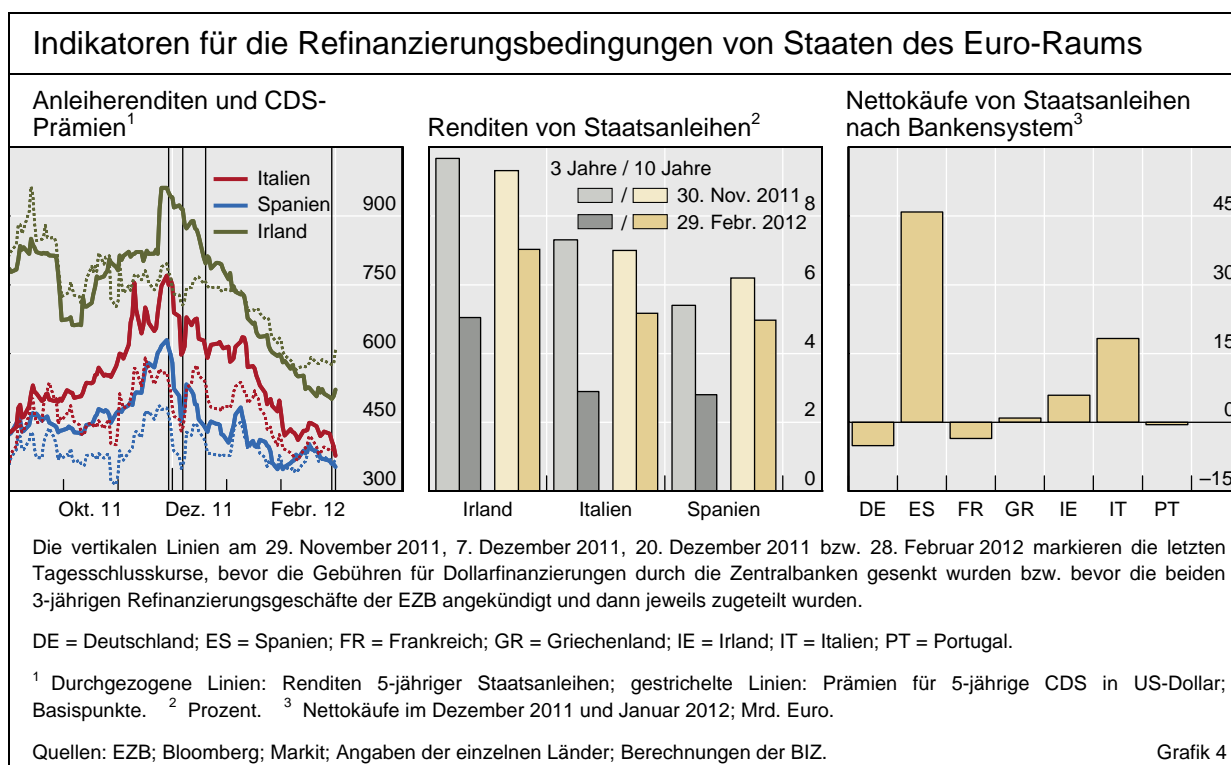 Indikatoren für die Refinanzierungsbedingungen von Staaten des Euro-Raums
Anleiherenditen und CDS-
Prämien1
Italien
Spanien
Irland
900
750
600
450
300
Okt. 11 Dez. 11 Febr. 12
Renditen von Staatsanleihen2
3 Jahre / 10 Jahre
/ 30. Nov. 2011
/ 29. Febr. 2012
8
6
4
2
0
Irland Italien Spanien
Nettokäufe von Staatsanleihen
nach Bankensystem3
45
30
15
0
–15
DE ES FR GR IE IT PT
Die vertikalen Linien am 29. November 2011, 7. Dezember 2011, 20. Dezember 2011 bzw. 28. Februar 2012 markieren die letzten
Tagesschlusskurse, bevor die Gebühren für Dollarfinanzierungen durch die Zentralbanken gesenkt wurden bzw. bevor die beiden
3-jährigen Refinanzierungsgeschäfte der EZB angekündigt und dann jeweils zugeteilt wurden.
DE = Deutschland; ES = Spanien; FR = Frankreich; GR = Griechenland; IE = Irland; IT = Italien; PT = Portugal.
1 Durchgezogene Linien: Renditen 5-jähriger Staatsanleihen; gestrichelte Linien: Prämien für 5-jährige CDS in US-Dollar;
Basispunkte. 2 Prozent. 3 Nettokäufe im Dezember 2011 und Januar 2012; Mrd. Euro.
Quellen: EZB; Bloomberg; Markit; Angaben der einzelnen Länder; Berechnungen der BIZ. Grafik 4